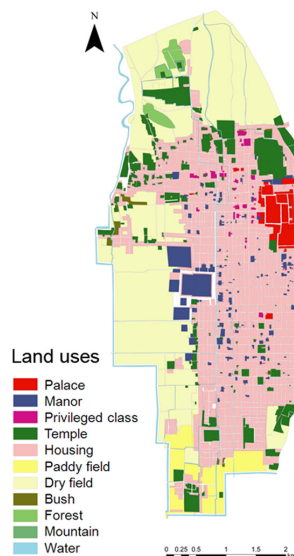 N
Land uses
Palace
Manor
Privileged class
Temple
Housing
Paddy field
Dry field
Bush
Forest
Mountain
Water
0 0.25 0.5 1 1.5 2